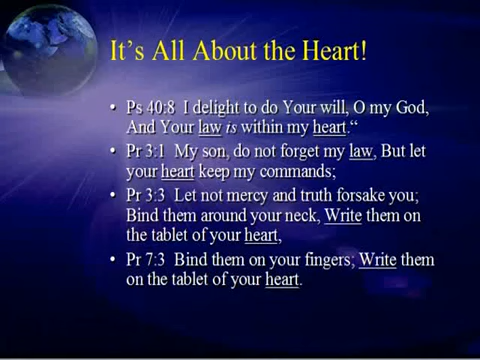 It's All About the Heart!
• Ps 40:8 I delight to do Your will, O my God,
And Your law is within my heart.“
• Pr 3:1 My son, do not forget my law, But let
your heart keep my commands;
• Pr 3:3 Let not mercy and truth forsake you;
Bind them around your neck, Write them on
the tablet of your heart,
• Pr 7:3 Bind them on your fingers; Write them
on the tablet of your heart.